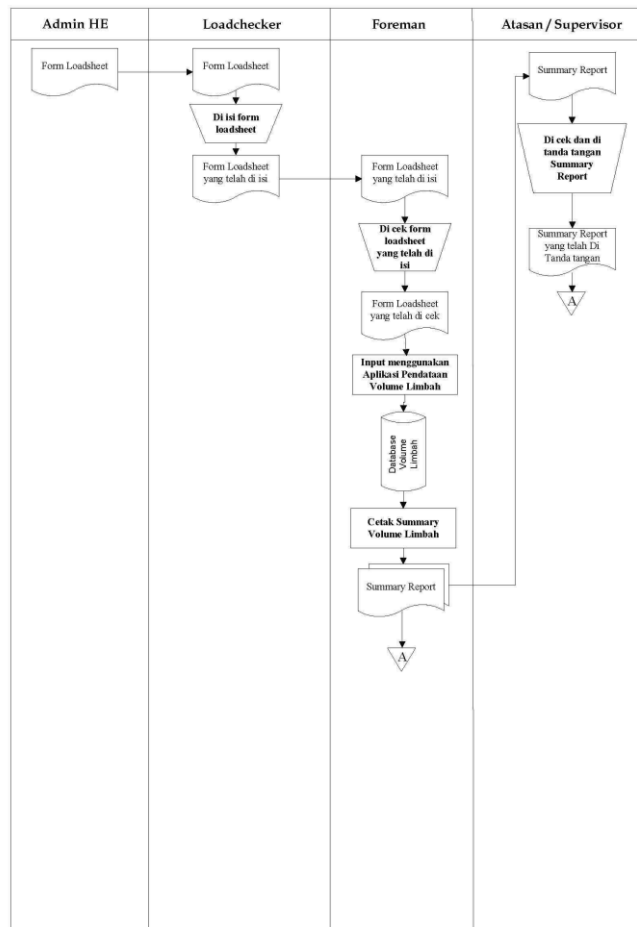 Admin HE
Loadchecker
Foreman
Atasan / Supervisor
Form Loadsheet
Form Loadsheet
Di isi form
loadsheet
Form Loadsheet
yang telah di isi
Form Loadsheet
yang telah di isi
Di cek form
loadsheet
yang telah di
isi
Form Loadsheet
yang telah di cek
Input menggunakan
Aplikasi Pendataan
Volume Limbah
Database
Volume
Limbah
Cetak Summary
Volume Limbah
Summary Report
A
Summary Report
Di cek dan di
tanda tangan
Summary
Report
Summary Report
yang telah Di
Tanda tangan
A